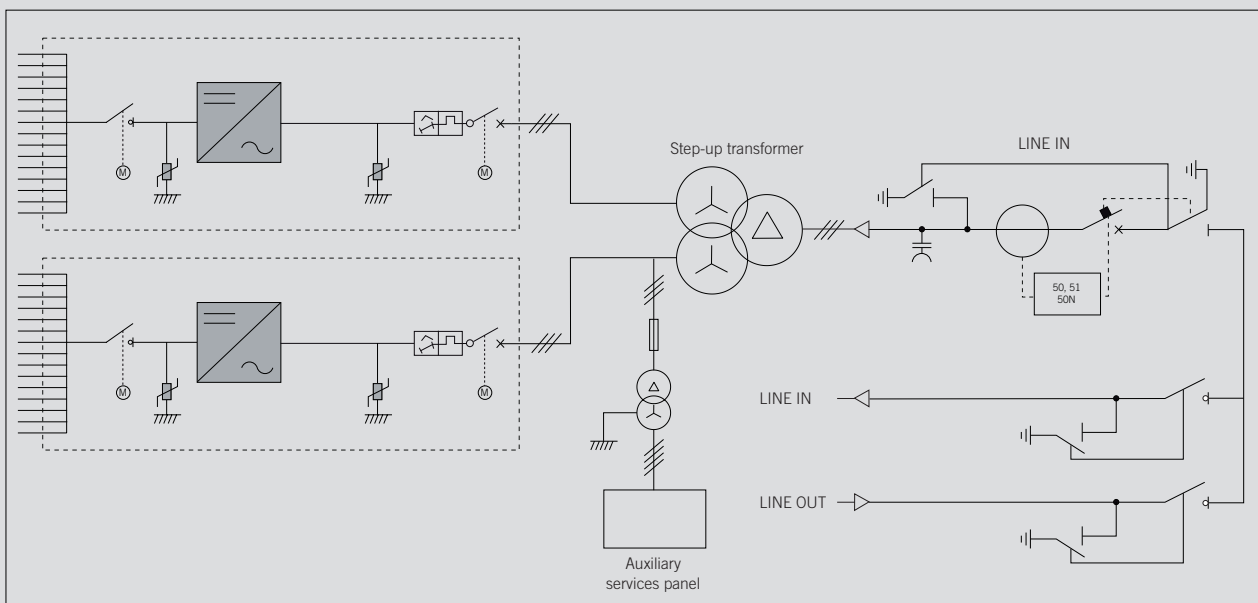 Step-up transformer
LINE IN
M
M
50, 51
50N
M
M
LINE IN
LINE OUT
Auxiliary
services panel